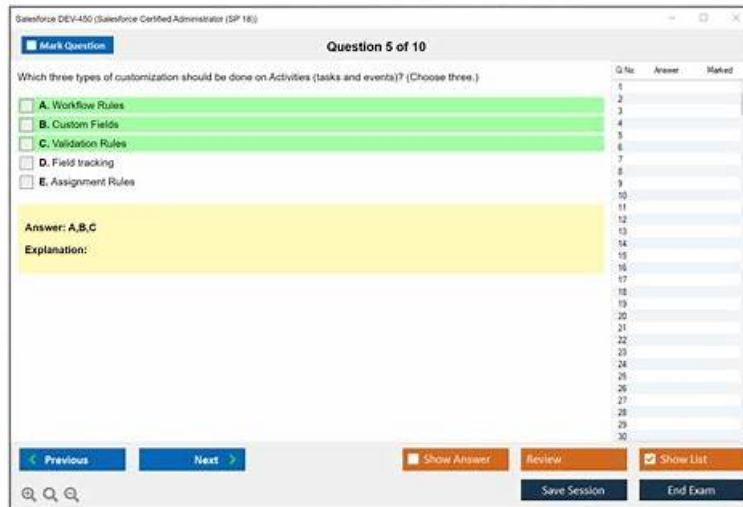 Salesforce DEV-450 (Salesforce Certified Administrator (SP 18))
Mark Question
Question 5 of 10
Which three types of customization should be done on Activities (tasks and events)? (Choose three.)
A. Workflow Rules
B. Custom Fields
C. Validation Rules
D. Field tracking
E. Assignment Rules
Answer: A,B,C
Explanation:
Q.No Answer Marked
1
2
3
4
5
6
7
8
9
10
11
12
13
14
15
16
17
18
19
20
21
22
23
24
25
26
27
28
29
30
Previous
Next
Show Answer
Review
Show List
Save Session
End Exam